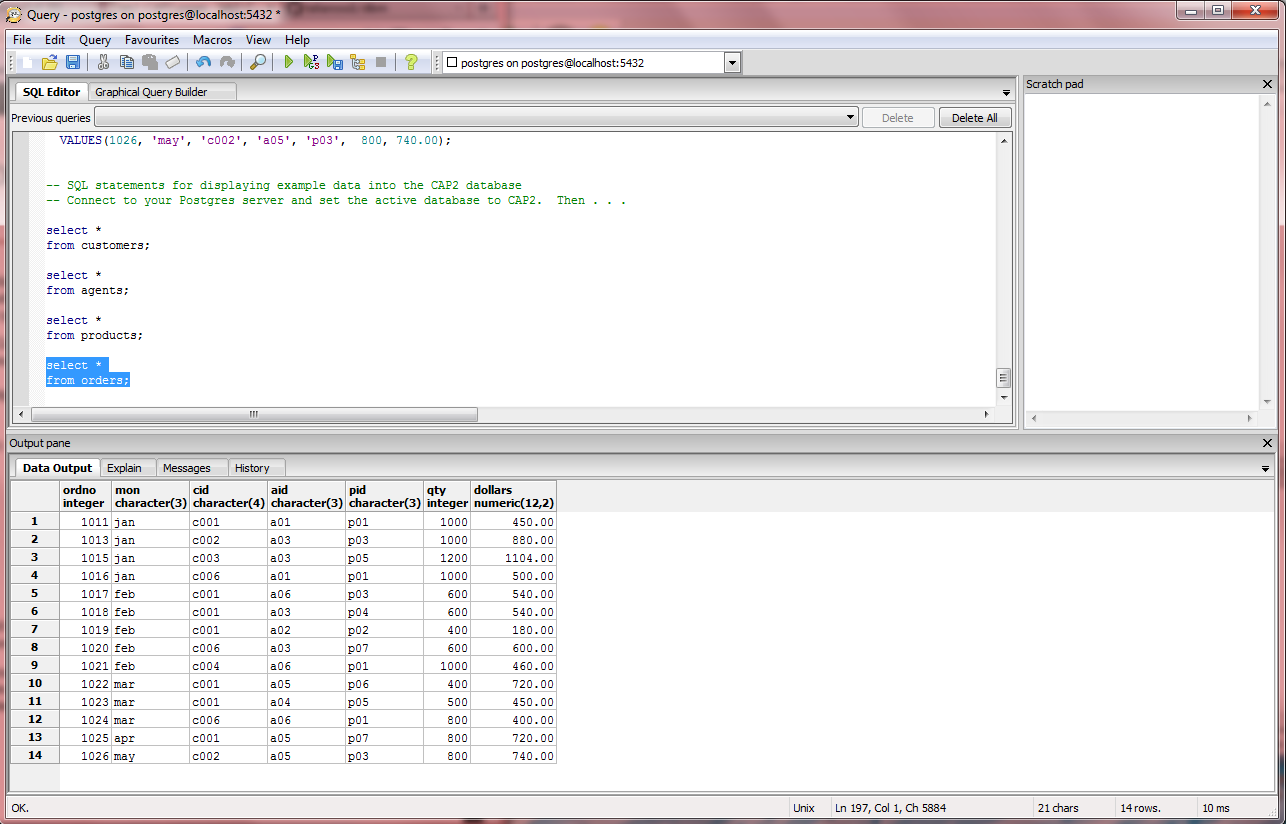 Query - postgres on postgres@localhost:5432 *
File Edit Query Favourites Macros View Help
postgres on postgres@localhost:5432
SQL Editor Graphical Query Builder
Previous queries Delete Delete All
VALUES(1026, 'may', 'c002', 'a05', 'p03',  800, 740.00);
-- SQL statements for displaying example data into the CAP2 database
-- Connect to your Postgres server and set the active database to CAP2.  Then . . .
select *
from customers;
select *
from agents;
select *
from products;
select *
from orders;
Scratch pad
Output pane
Data Output Explain Messages History
ordno mon cid aid pid qty dollars
integer character(3) character(4) character(3) character(3) integer numeric(12,2)
1 1011 jan c001 a01 p01 1000 450.00
2 1013 jan c002 a03 p03 1000 880.00
3 1015 jan c003 a03 p05 1200 1104.00
4 1016 jan c006 a01 p01 1000 500.00
5 1017 feb c001 a06 p03 600 540.00
6 1018 feb c001 a03 p04 600 540.00
7 1019 feb c001 a02 p02 400 180.00
8 1020 feb c006 a03 p07 600 600.00
9 1021 feb c004 a06 p01 1000 460.00
10 1022 mar c001 a05 p06 400 720.00
11 1023 mar c001 a04 p05 500 450.00
12 1024 mar c006 a06 p01 800 400.00
13 1025 apr c001 a05 p07 800 720.00
14 1026 may c002 a05 p03 800 740.00
OK. Unix Ln 197, Col 1, Ch 5884 21 chars 14 rows. 10 ms